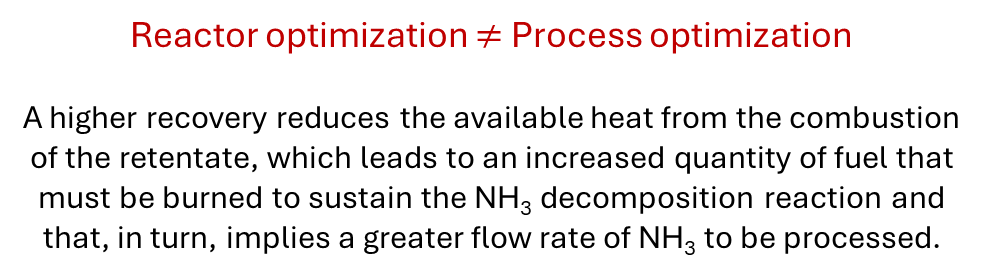 Reactor optimization ≠ Process optimization
A higher recovery reduces the available heat from the combustion
of the retentate, which leads to an increased quantity of fuel that
must be burned to sustain the NH₃ decomposition reaction and
that, in turn, implies a greater flow rate of NH₃ to be processed.